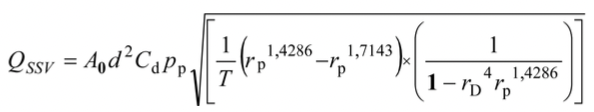 Q_SSV = A_0 d^2 C_d p_p √[ 1/T (r_p^1,4286 − r_p^1,7143) × ( 1 / (1 − r_D^4 r_p^1,4286) ) ]